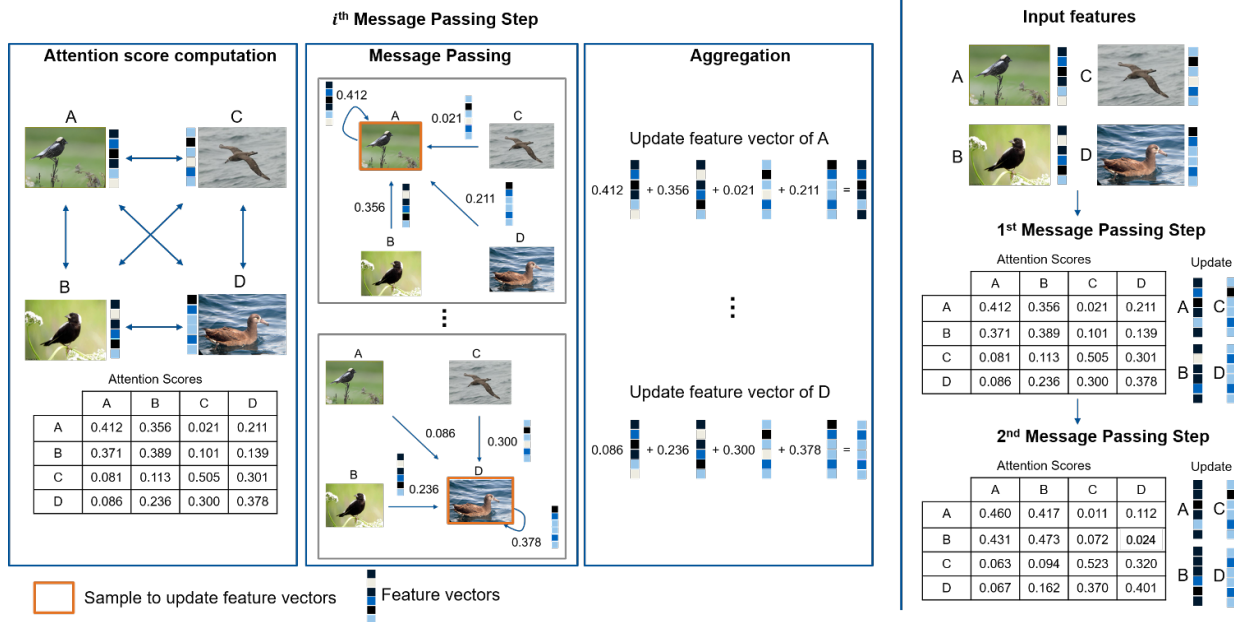 ith Message Passing Step
Attention score computation
A
C
B
D
Attention Scores
A B C D
A 0.412 0.356 0.021 0.211
B 0.371 0.389 0.101 0.139
C 0.081 0.113 0.505 0.301
D 0.086 0.236 0.300 0.378
Message Passing
0.412
A
0.021
C
0.356
0.211
B
D
⋮
A
C
0.086
0.300
B
0.236
D
0.378
Aggregation
Update feature vector of A
0.412 + 0.356 + 0.021 + 0.211 =
⋮
Update feature vector of D
0.086 + 0.236 + 0.300 + 0.378 =
Sample to update feature vectors
Feature vectors
Input features
A
C
B
D
1st Message Passing Step
Attention Scores
Update
A B C D
A 0.412 0.356 0.021 0.211
B 0.371 0.389 0.101 0.139
C 0.081 0.113 0.505 0.301
D 0.086 0.236 0.300 0.378
A C
B D
2nd Message Passing Step
Attention Scores
Update
A B C D
A 0.460 0.417 0.011 0.112
B 0.431 0.473 0.072 0.024
C 0.063 0.094 0.523 0.320
D 0.067 0.162 0.370 0.401
A C
B D